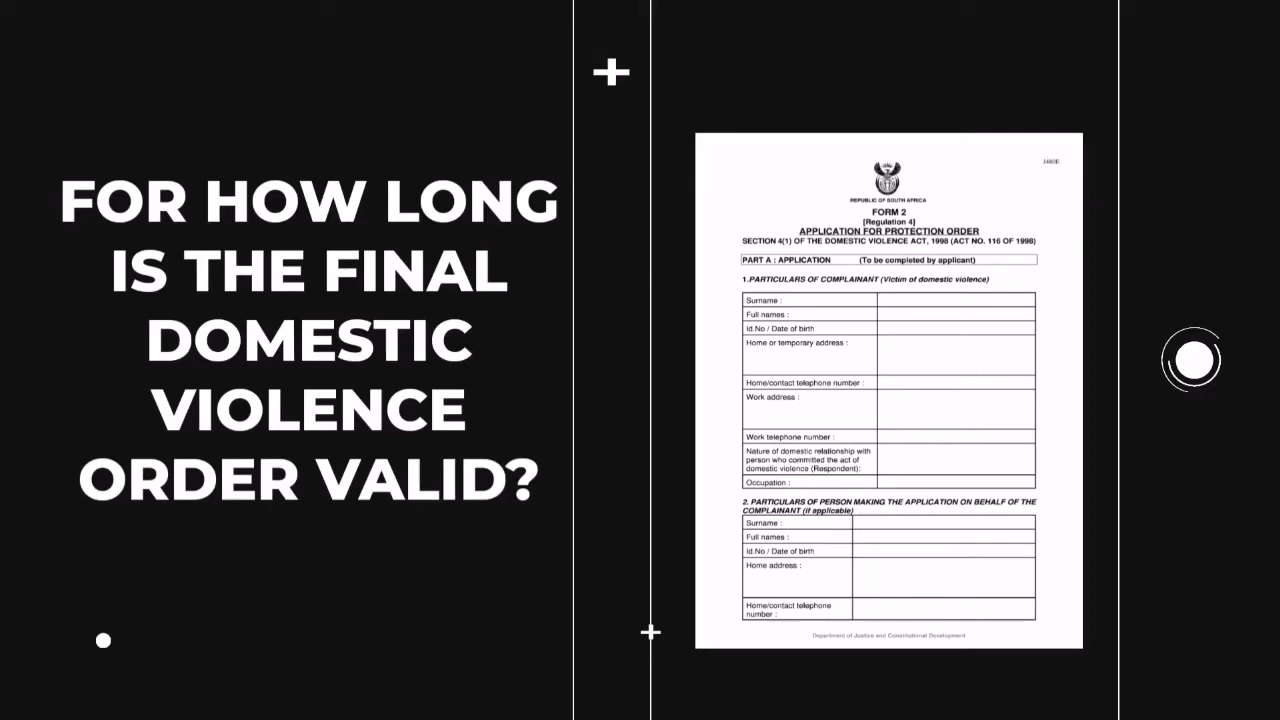 FOR HOW LONG
IS THE FINAL
DOMESTIC
VIOLENCE
ORDER VALID?
J480E
REPUBLIC OF SOUTH AFRICA
FORM 2
[Regulation 4]
APPLICATION FOR PROTECTION ORDER
SECTION 4(1) OF THE DOMESTIC VIOLENCE ACT, 1998 (ACT NO. 116 OF 1998)
PART A : APPLICATION (To be completed by applicant)
1.PARTICULARS OF COMPLAINANT (Victim of domestic violence)
Surname :
Full names :
Id.No / Date of birth
Home or temporary address :
Home/contact telephone number :
Work address :
Work telephone number :
Nature of domestic relationship with
person who committed the act of
domestic violence (Respondent):
Occupation :
2. PARTICULARS OF PERSON MAKING THE APPLICATION ON BEHALF OF THE
COMPLAINANT (if applicable)
Surname :
Full names :
Id.No / Date of birth
Home address :
Home/contact telephone
number :
Department of Justice and Constitutional Development